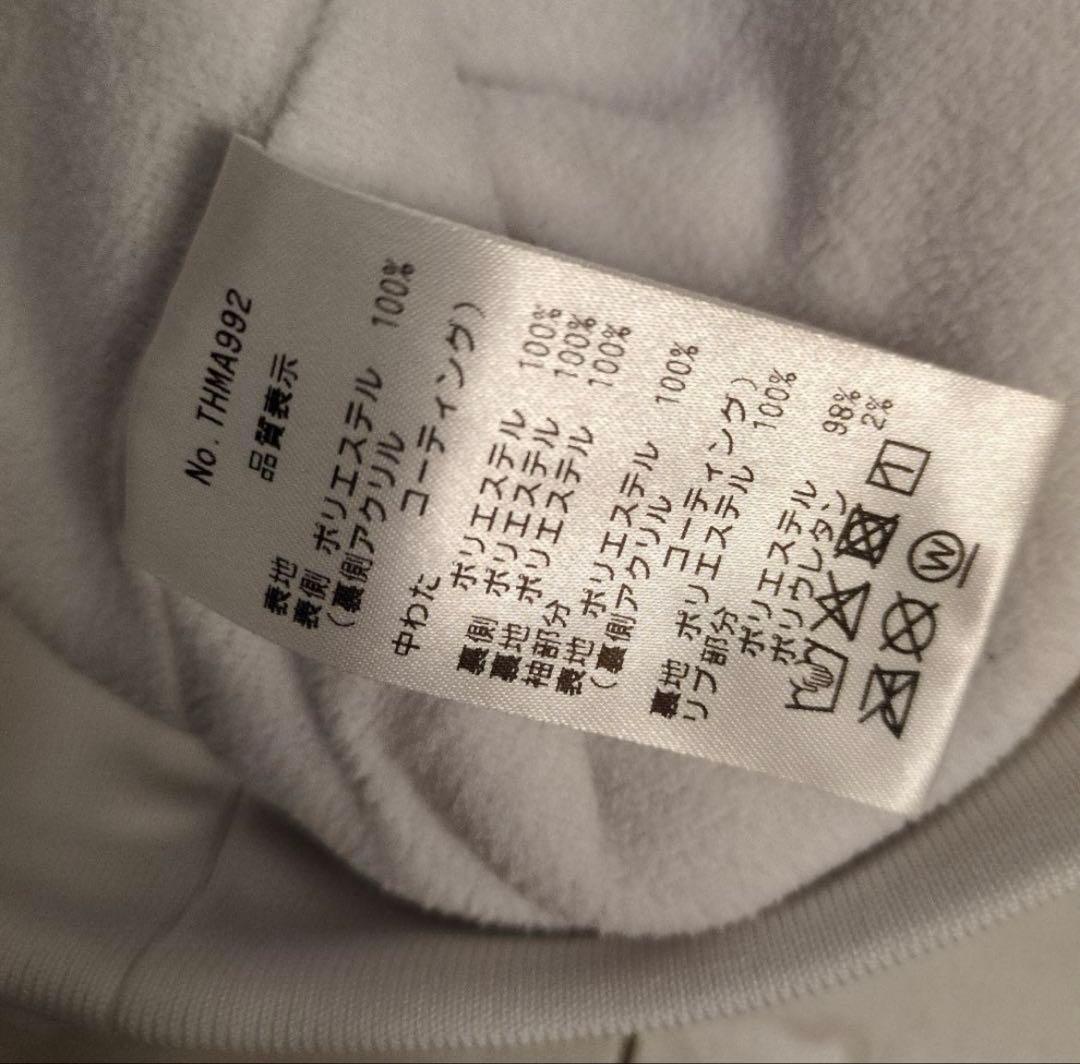 No. THMA992
品質表示
表地
表側 ポリエステル 100%
(裏側アクリル
コーティング)
中わた
ポリエステル 100%
裏側 ポリエステル 100%
裏地 ポリエステル 100%
袖部分
表地 ポリエステル 100%
(裏側アクリル
コーティング)
裏地 ポリエステル 100%
リブ部分
ポリエステル 98%
ポリウレタン 2%
W